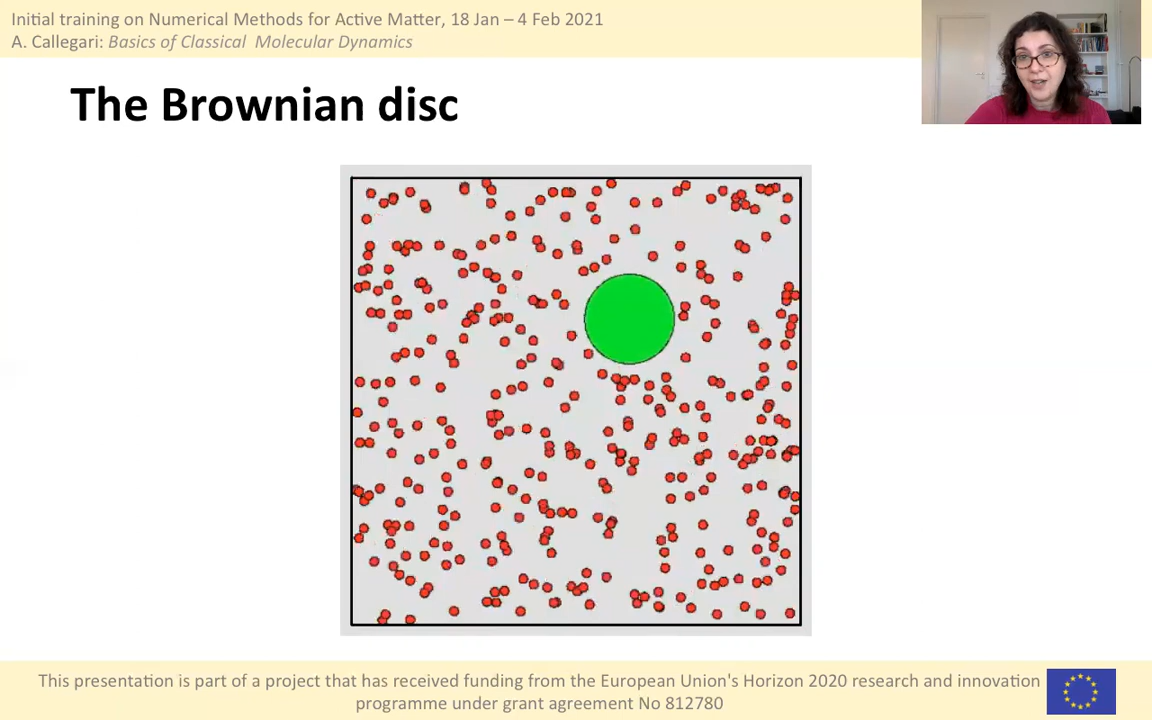 Initial training on Numerical Methods for Active Matter, 18 Jan – 4 Feb 2021
A. Callegari: Basics of Classical  Molecular Dynamics
The Brownian disc
This presentation is part of a project that has received funding from the European Union's Horizon 2020 research and innovation
programme under grant agreement No 812780